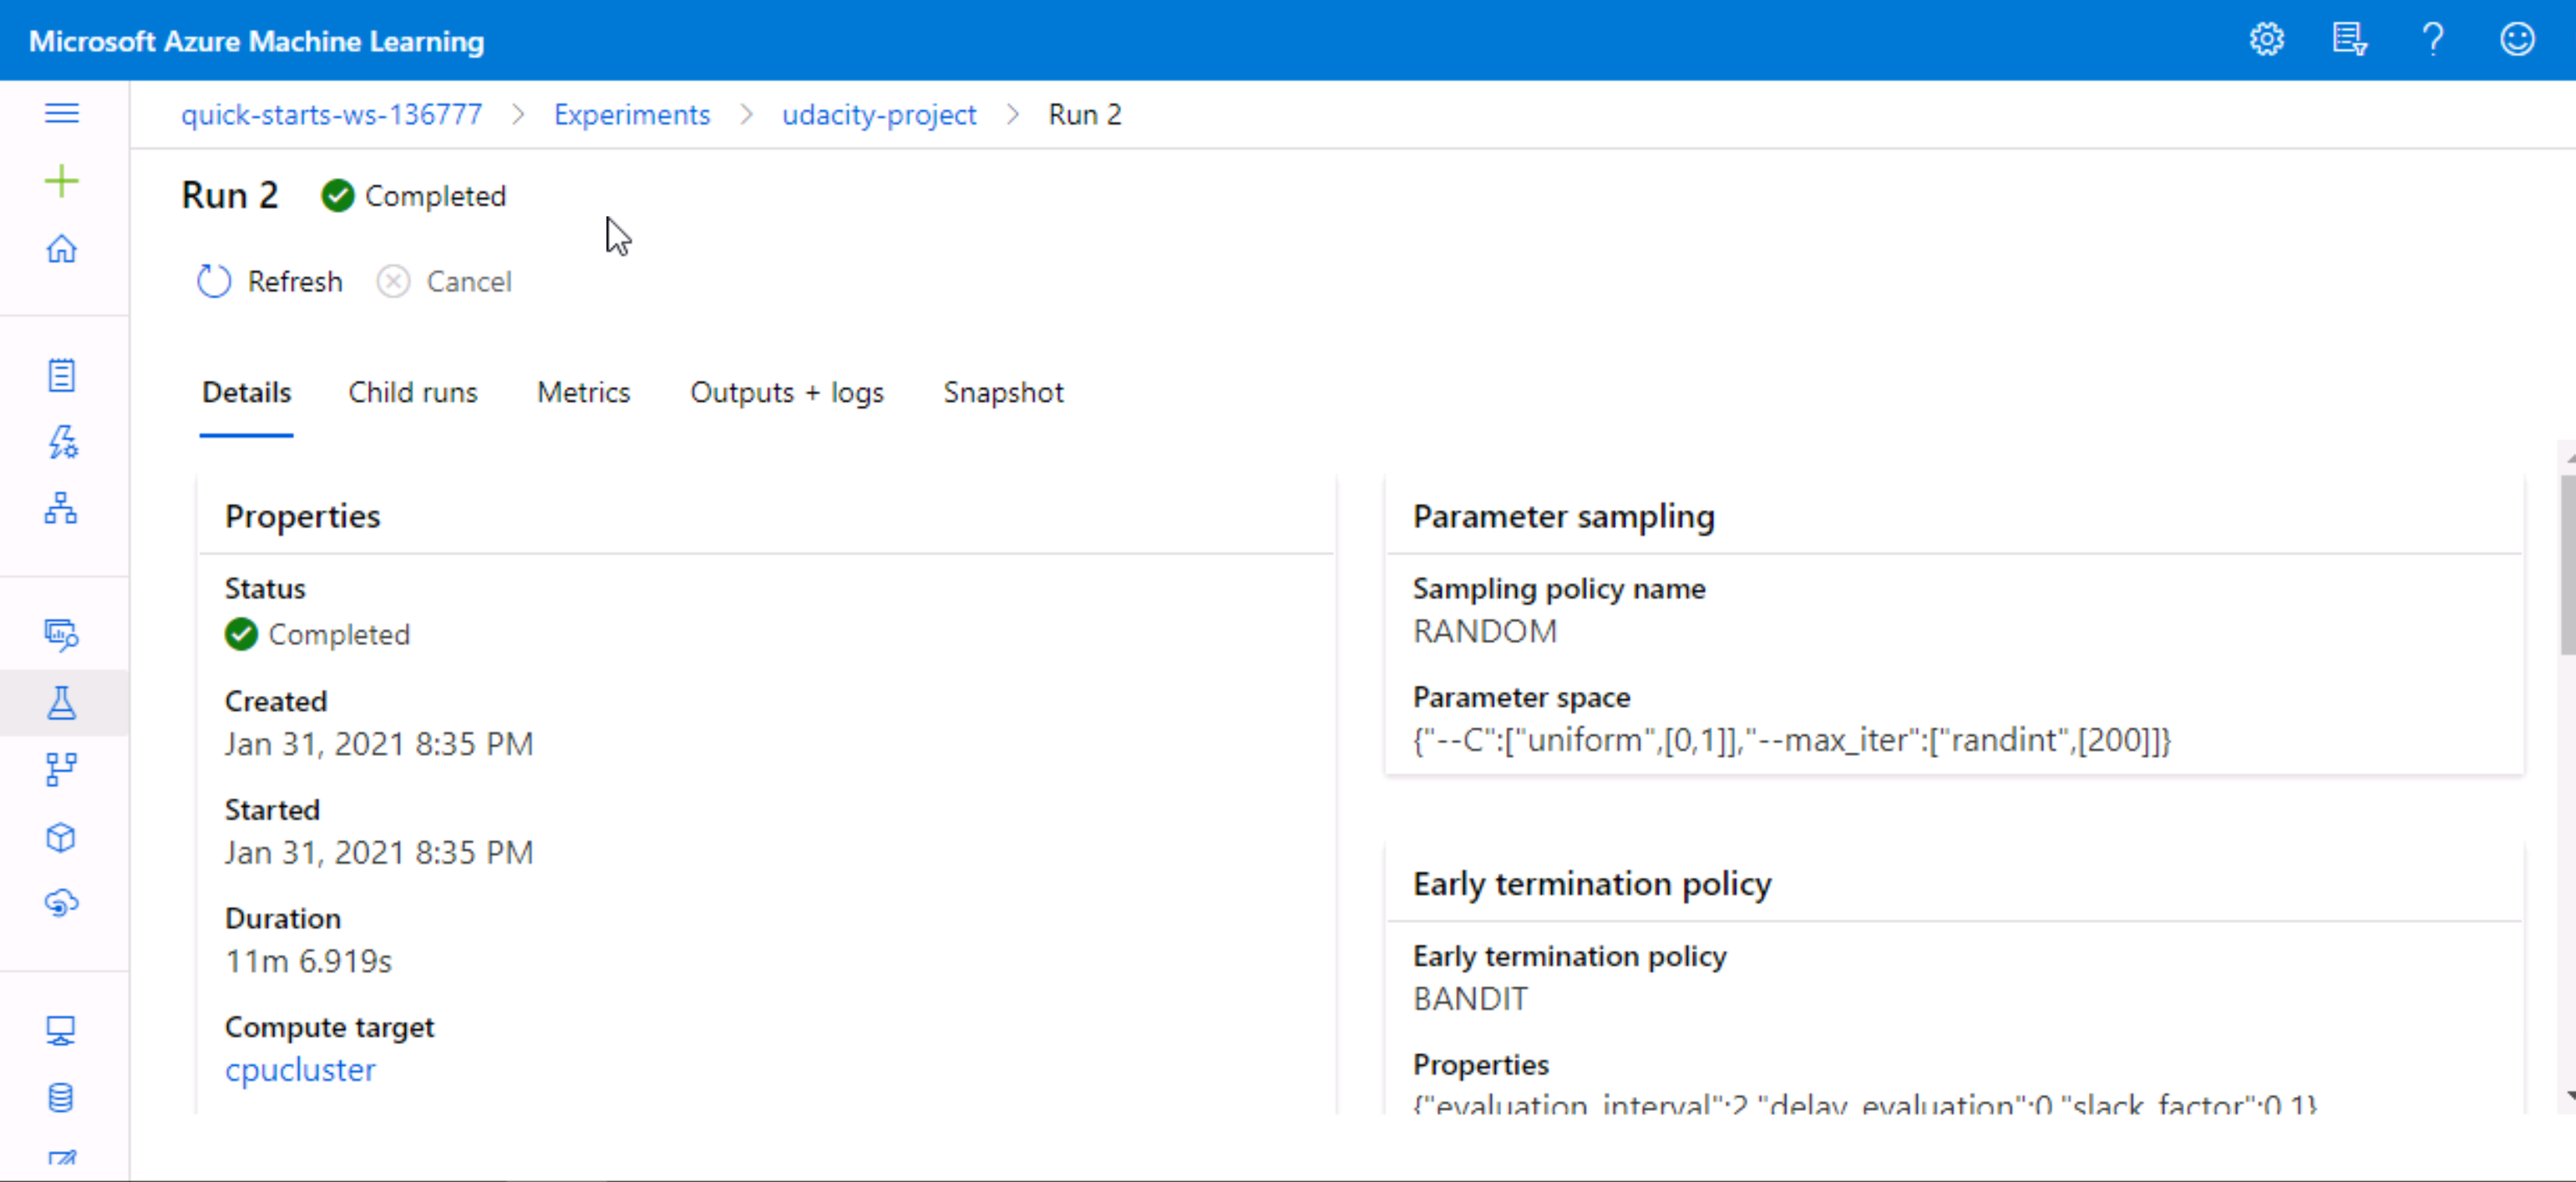 Microsoft Azure Machine Learning
quick-starts-ws-136777 > Experiments > udacity-project > Run 2
Run 2 Completed
Refresh Cancel
Details Child runs Metrics Outputs + logs Snapshot
Properties
Status
Completed
Created
Jan 31, 2021 8:35 PM
Started
Jan 31, 2021 8:35 PM
Duration
11m 6.919s
Compute target
cpucluster
Parameter sampling
Sampling policy name
RANDOM
Parameter space
{"--C":["uniform",[0,1]],"--max_iter":["randint",[200]]}
Early termination policy
Early termination policy
BANDIT
Properties
{"evaluation_interval":2,"delay_evaluation":0,"slack_factor":0.1}